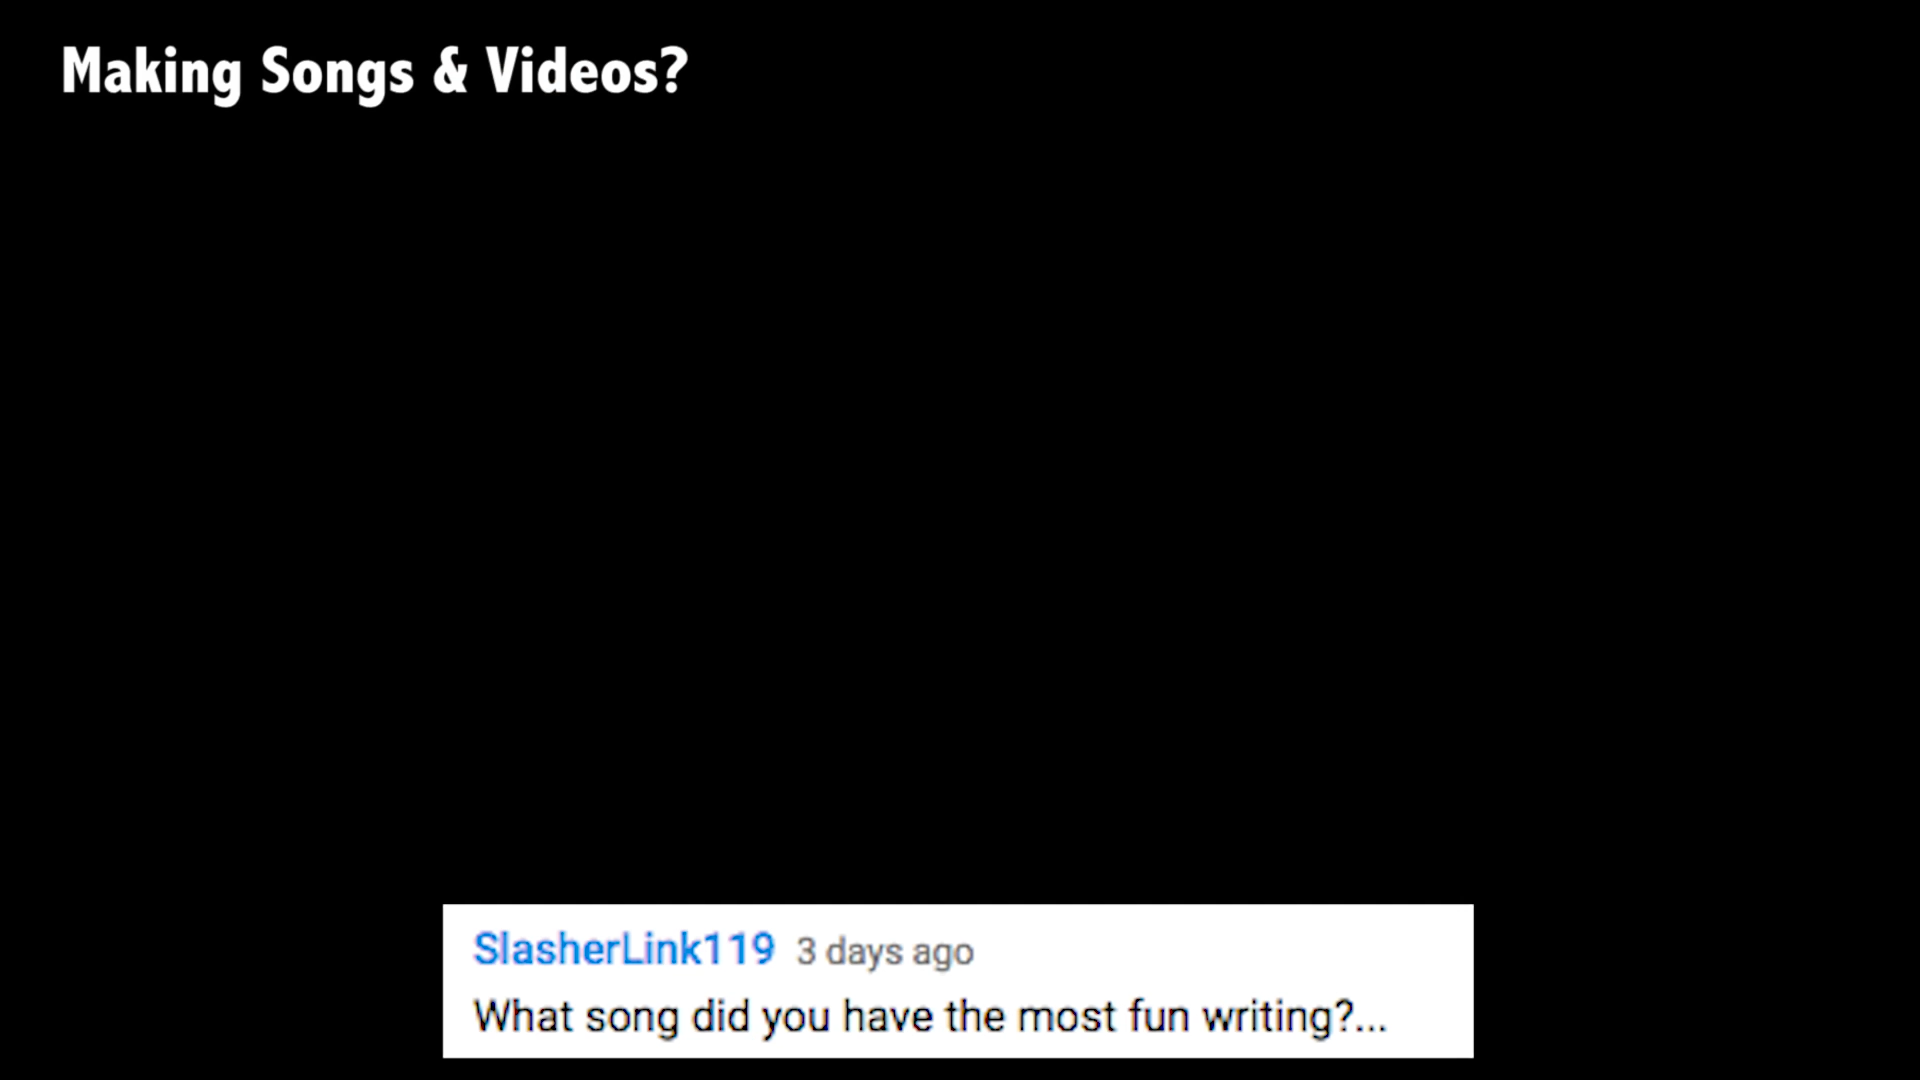 Making Songs & Videos?
SlasherLink119 3 days ago
What song did you have the most fun writing?...